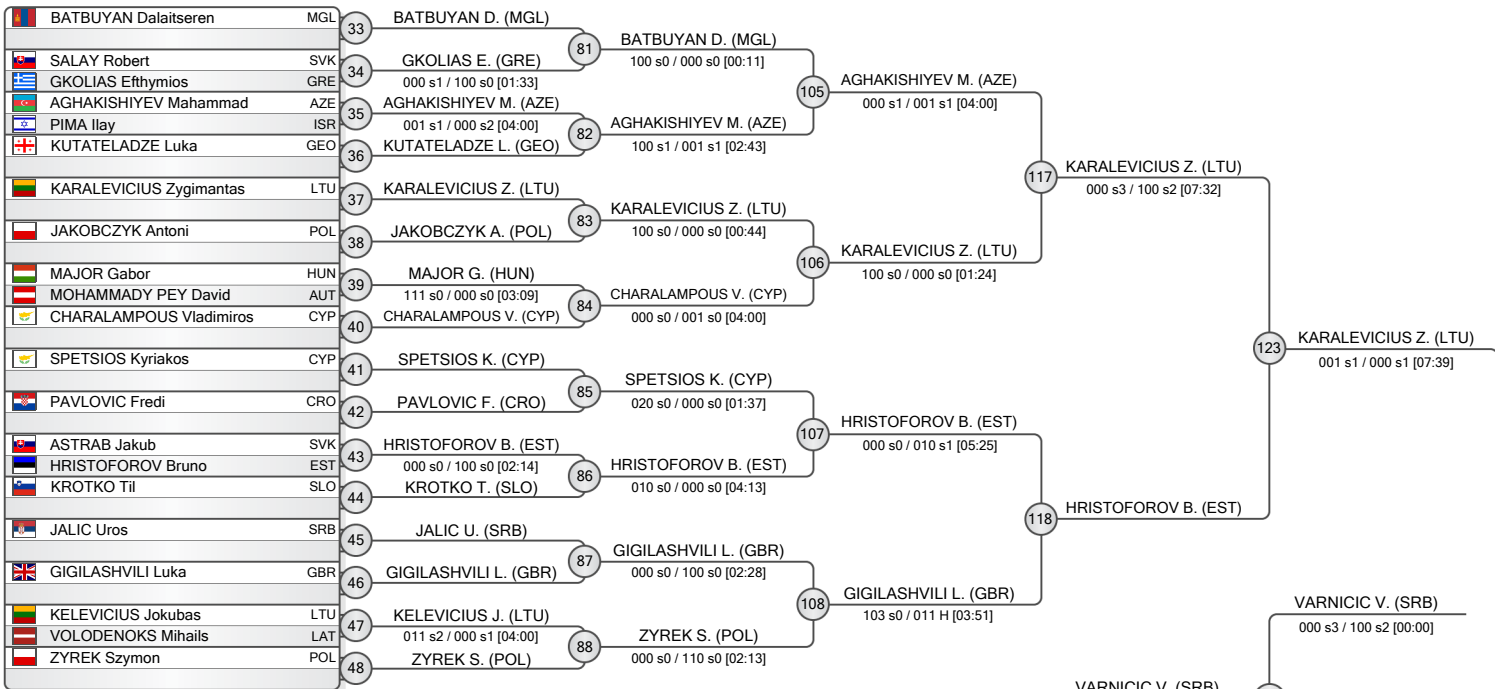 BATBUYAN Dalaitseren MGL
SALAY Robert SVK
GKOLIAS Efthymios GRE
AGHAKISHIYEV Mahammad AZE
PIMA Ilay ISR
KUTATELADZE Luka GEO
KARALEVICIUS Zygimantas LTU
JAKOBCZYK Antoni POL
MAJOR Gabor HUN
MOHAMMADY PEY David AUT
CHARALAMPOUS Vladimiros CYP
SPETSIOS Kyriakos CYP
PAVLOVIC Fredi CRO
ASTRAB Jakub SVK
HRISTOFOROV Bruno EST
KROTKO Til SLO
JALIC Uros SRB
GIGILASHVILI Luka GBR
KELEVICIUS Jokubas LTU
VOLODENOKS Mihails LAT
ZYREK Szymon POL
33
34
35
36
37
38
39
40
41
42
43
44
45
46
47
48
BATBUYAN D. (MGL)
GKOLIAS E. (GRE)
000 s1 / 100 s0 [01:33]
AGHAKISHIYEV M. (AZE)
001 s1 / 000 s2 [04:00]
KUTATELADZE L. (GEO)
KARALEVICIUS Z. (LTU)
JAKOBCZYK A. (POL)
MAJOR G. (HUN)
111 s0 / 000 s0 [03:09]
CHARALAMPOUS V. (CYP)
SPETSIOS K. (CYP)
PAVLOVIC F. (CRO)
HRISTOFOROV B. (EST)
000 s0 / 100 s0 [02:14]
KROTKO T. (SLO)
JALIC U. (SRB)
GIGILASHVILI L. (GBR)
KELEVICIUS J. (LTU)
011 s2 / 000 s1 [04:00]
ZYREK S. (POL)
81
82
83
84
85
86
87
88
BATBUYAN D. (MGL)
100 s0 / 000 s0 [00:11]
AGHAKISHIYEV M. (AZE)
100 s1 / 001 s1 [02:43]
KARALEVICIUS Z. (LTU)
100 s0 / 000 s0 [00:44]
CHARALAMPOUS V. (CYP)
000 s0 / 001 s0 [04:00]
SPETSIOS K. (CYP)
020 s0 / 000 s0 [01:37]
HRISTOFOROV B. (EST)
010 s0 / 000 s0 [04:13]
GIGILASHVILI L. (GBR)
000 s0 / 100 s0 [02:28]
ZYREK S. (POL)
000 s0 / 110 s0 [02:13]
105
106
107
108
AGHAKISHIYEV M. (AZE)
000 s1 / 001 s1 [04:00]
KARALEVICIUS Z. (LTU)
100 s0 / 000 s0 [01:24]
HRISTOFOROV B. (EST)
000 s0 / 010 s1 [05:25]
GIGILASHVILI L. (GBR)
103 s0 / 011 H [03:51]
117
118
KARALEVICIUS Z. (LTU)
000 s3 / 100 s2 [07:32]
HRISTOFOROV B. (EST)
123
KARALEVICIUS Z. (LTU)
001 s1 / 000 s1 [07:39]
VARNICIC V. (SRB)
000 s3 / 100 s2 [00:00]
VARNICIC V. (SRB)